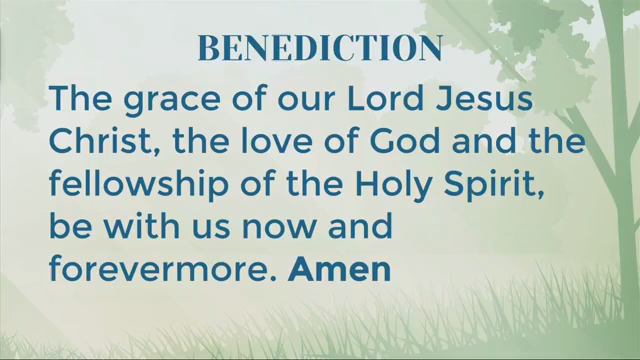 BENEDICTION
The grace of our Lord Jesus
Christ, the love of God and the
fellowship of the Holy Spirit,
be with us now and
forevermore. Amen